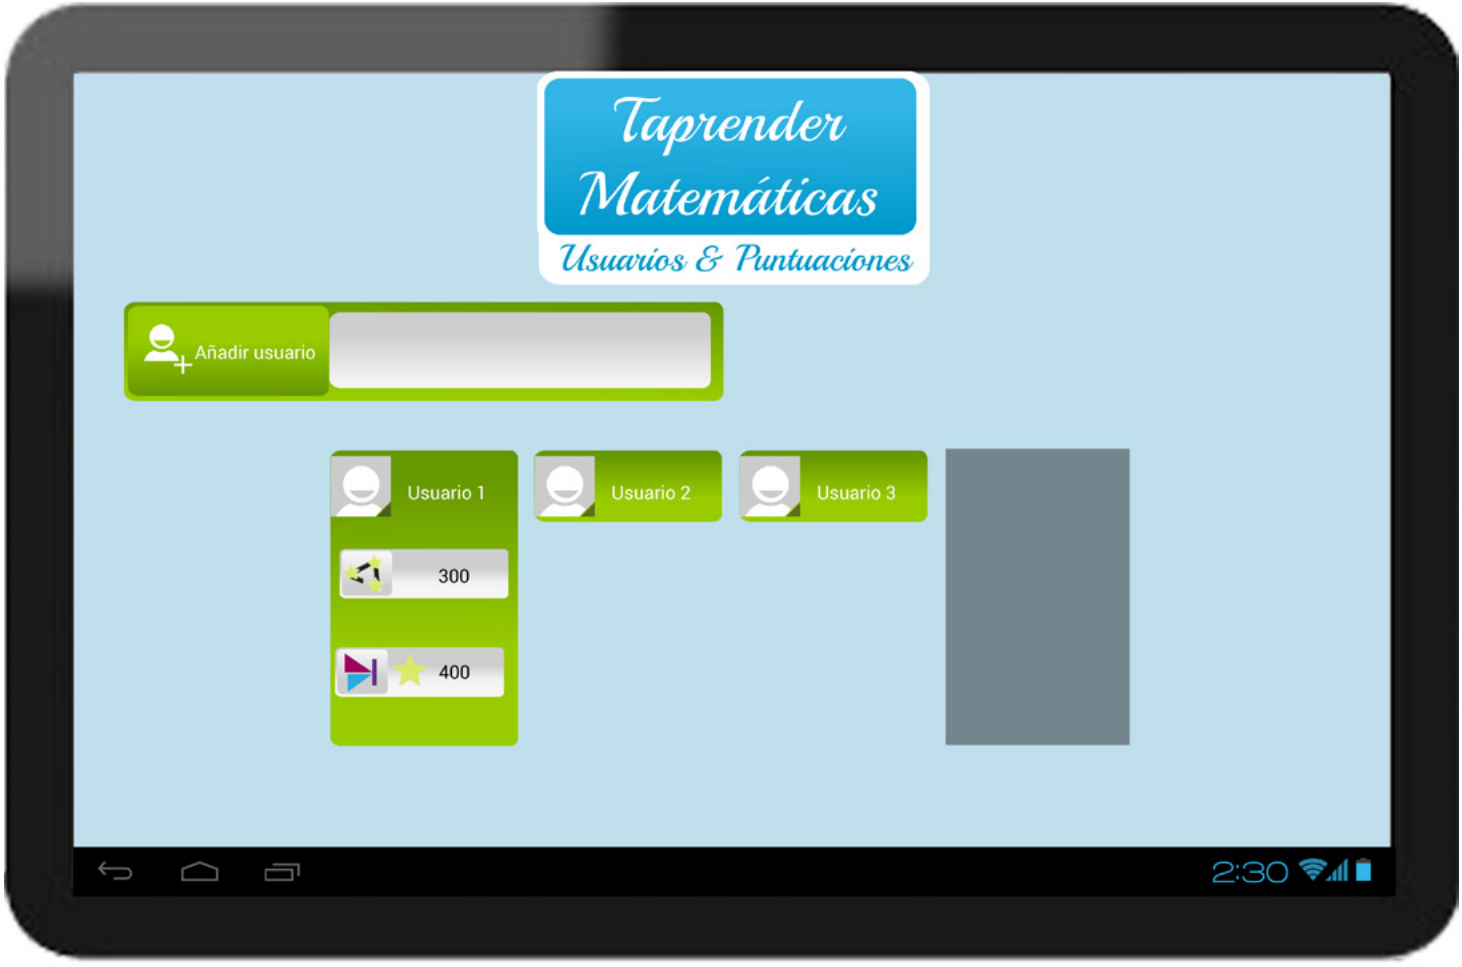 Taprender
Matemáticas
Usuarios & Puntuaciones
Añadir usuario
Usuario 1
Usuario 2
Usuario 3
300
400
2:30